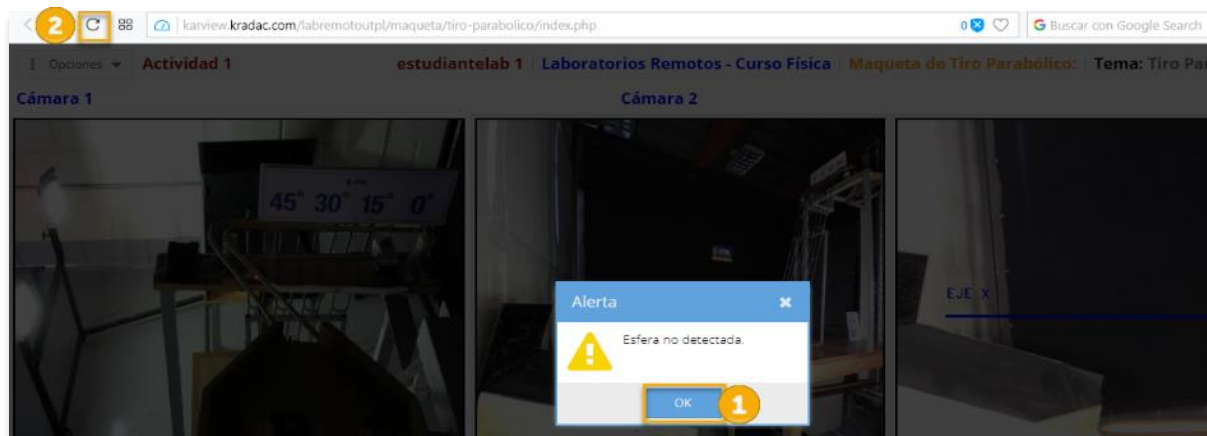 2
karview.kradac.com/labremotoutpl/maqueta/tiro-parabolico/index.php
0
Buscar con Google Search
Opciones
Actividad 1
estudiantelab 1 | Laboratorios Remotos - Curso Física | Maqueta de Tiro Parabólico: | Tema: Tiro Par
Cámara 1
Cámara 2
45° 30° 15° 0°
EJE X
Alerta
Esfera no detectada.
OK
1